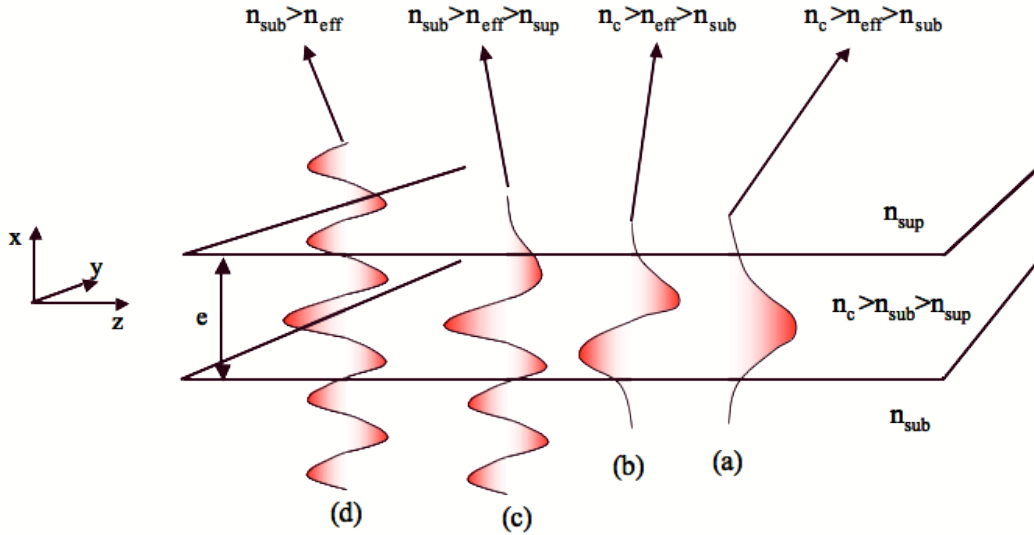 n_sub>n_eff
n_sub>n_eff>n_sup
n_c>n_eff>n_sub
n_c>n_eff>n_sub
n_sup
x
y
z
e
n_c>n_sub>n_sup
n_sub
(d)
(c)
(b)
(a)